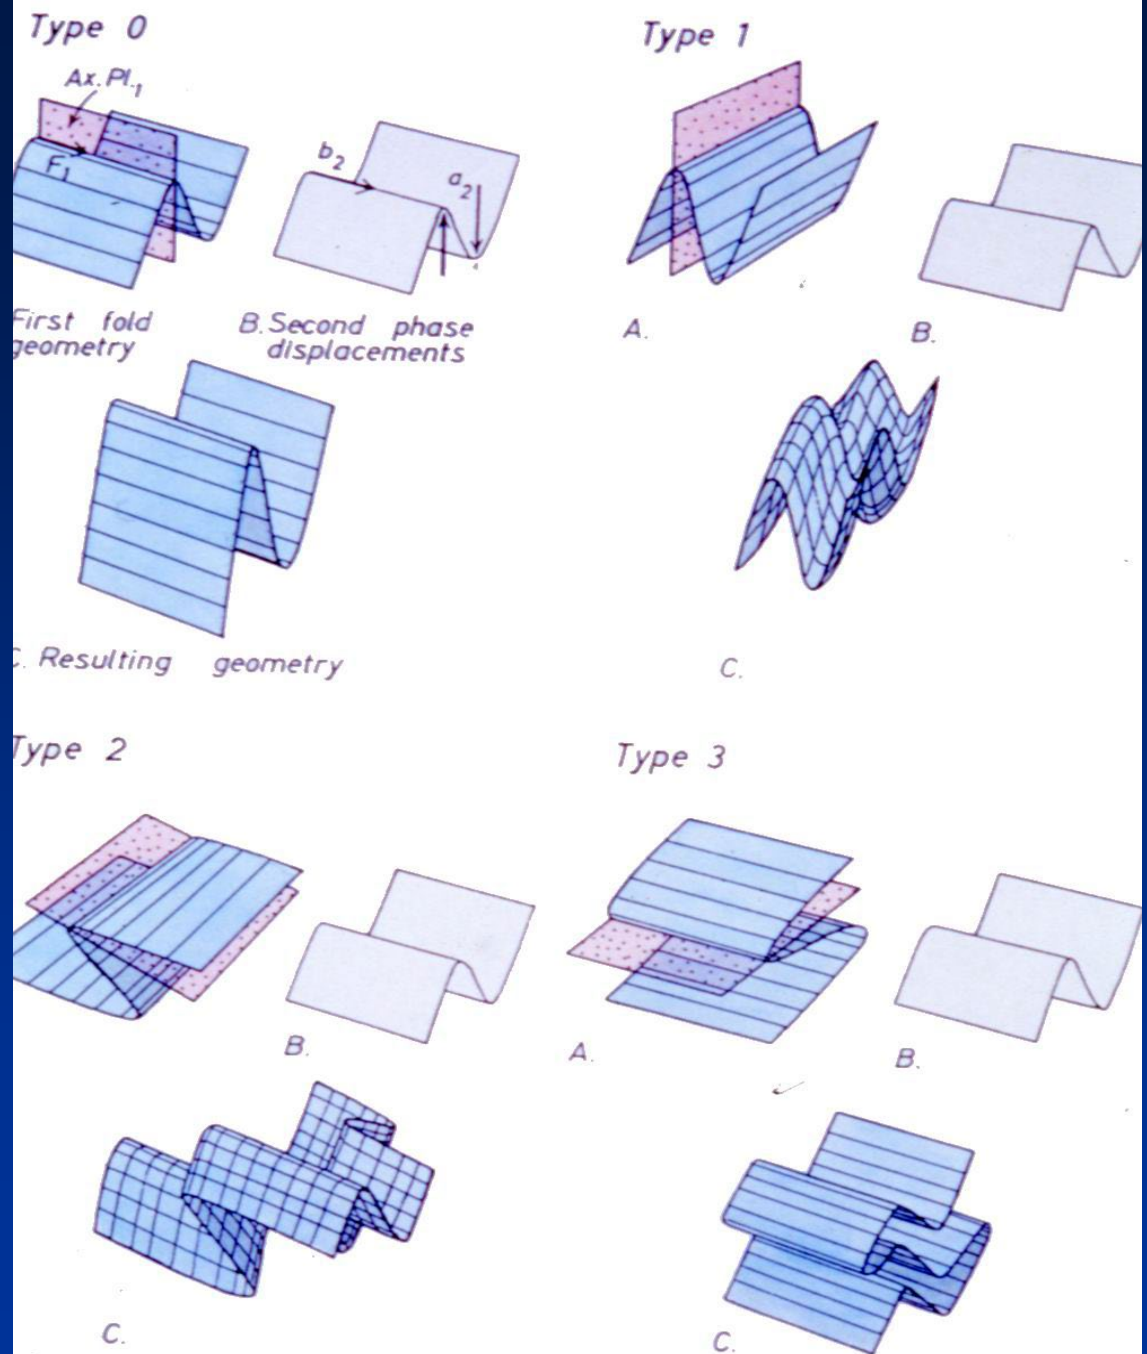 Type 0
Type 1
Ax. Pl.1
F1
b2
a2
First fold
geometry
B. Second phase
displacements
A.
B.
C. Resulting geometry
C.
Type 2
Type 3
B.
A.
B.
C.
C.